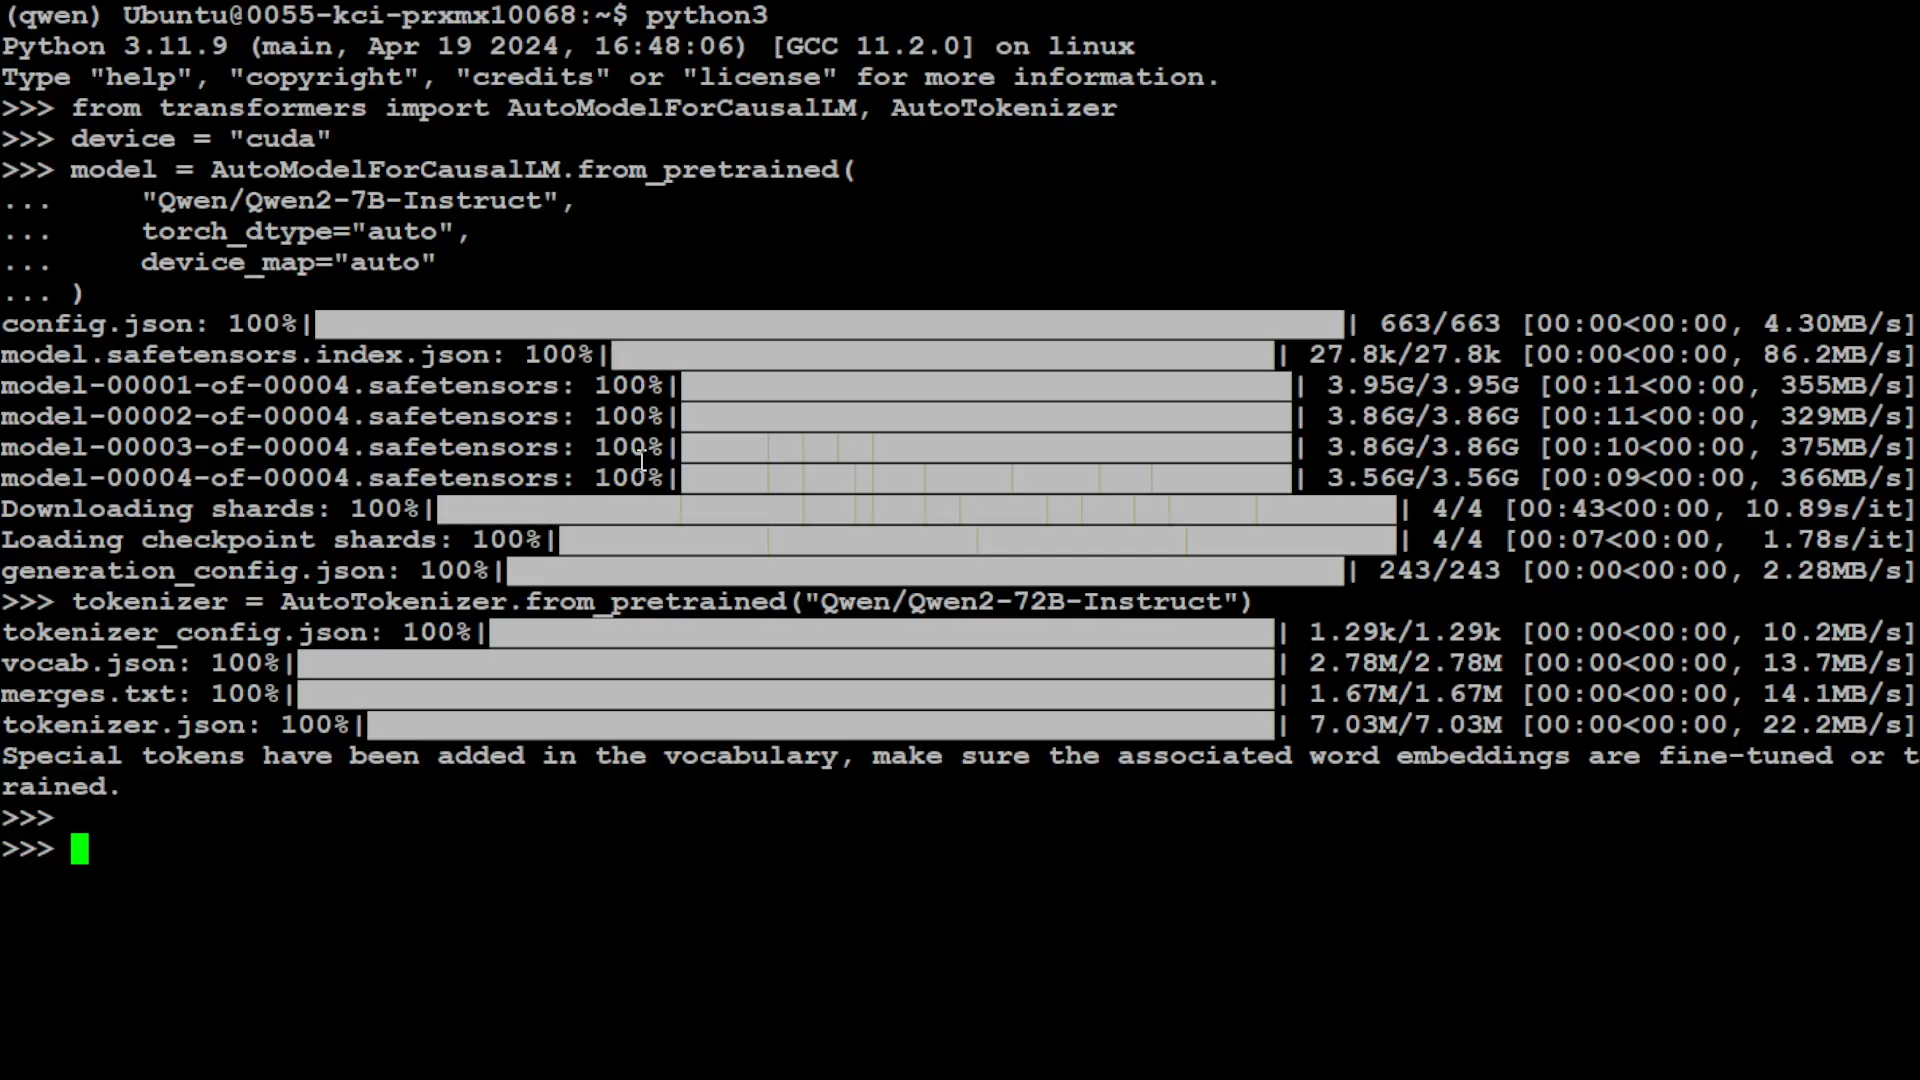 (qwen) Ubuntu@0055-kci-prxmx10068:~$ python3
Python 3.11.9 (main, Apr 19 2024, 16:48:06) [GCC 11.2.0] on linux
Type "help", "copyright", "credits" or "license" for more information.
>>> from transformers import AutoModelForCausalLM, AutoTokenizer
>>> device = "cuda"
>>> model = AutoModelForCausalLM.from_pretrained(
...     "Qwen/Qwen2-7B-Instruct",
...     torch_dtype="auto",
...     device_map="auto"
... )
config.json: 100%|| 663/663 [00:00<00:00, 4.30MB/s]
model.safetensors.index.json: 100%|| 27.8k/27.8k [00:00<00:00, 86.2MB/s]
model-00001-of-00004.safetensors: 100%|| 3.95G/3.95G [00:11<00:00, 355MB/s]
model-00002-of-00004.safetensors: 100%|| 3.86G/3.86G [00:11<00:00, 329MB/s]
model-00003-of-00004.safetensors: 100%|| 3.86G/3.86G [00:10<00:00, 375MB/s]
model-00004-of-00004.safetensors: 100%|| 3.56G/3.56G [00:09<00:00, 366MB/s]
Downloading shards: 100%|| 4/4 [00:43<00:00, 10.89s/it]
Loading checkpoint shards: 100%|| 4/4 [00:07<00:00,  1.78s/it]
generation_config.json: 100%|| 243/243 [00:00<00:00, 2.28MB/s]
>>> tokenizer = AutoTokenizer.from_pretrained("Qwen/Qwen2-72B-Instruct")
tokenizer_config.json: 100%|| 1.29k/1.29k [00:00<00:00, 10.2MB/s]
vocab.json: 100%|| 2.78M/2.78M [00:00<00:00, 13.7MB/s]
merges.txt: 100%|| 1.67M/1.67M [00:00<00:00, 14.1MB/s]
tokenizer.json: 100%|| 7.03M/7.03M [00:00<00:00, 22.2MB/s]
Special tokens have been added in the vocabulary, make sure the associated word embeddings are fine-tuned or t
rained.
>>>
>>>